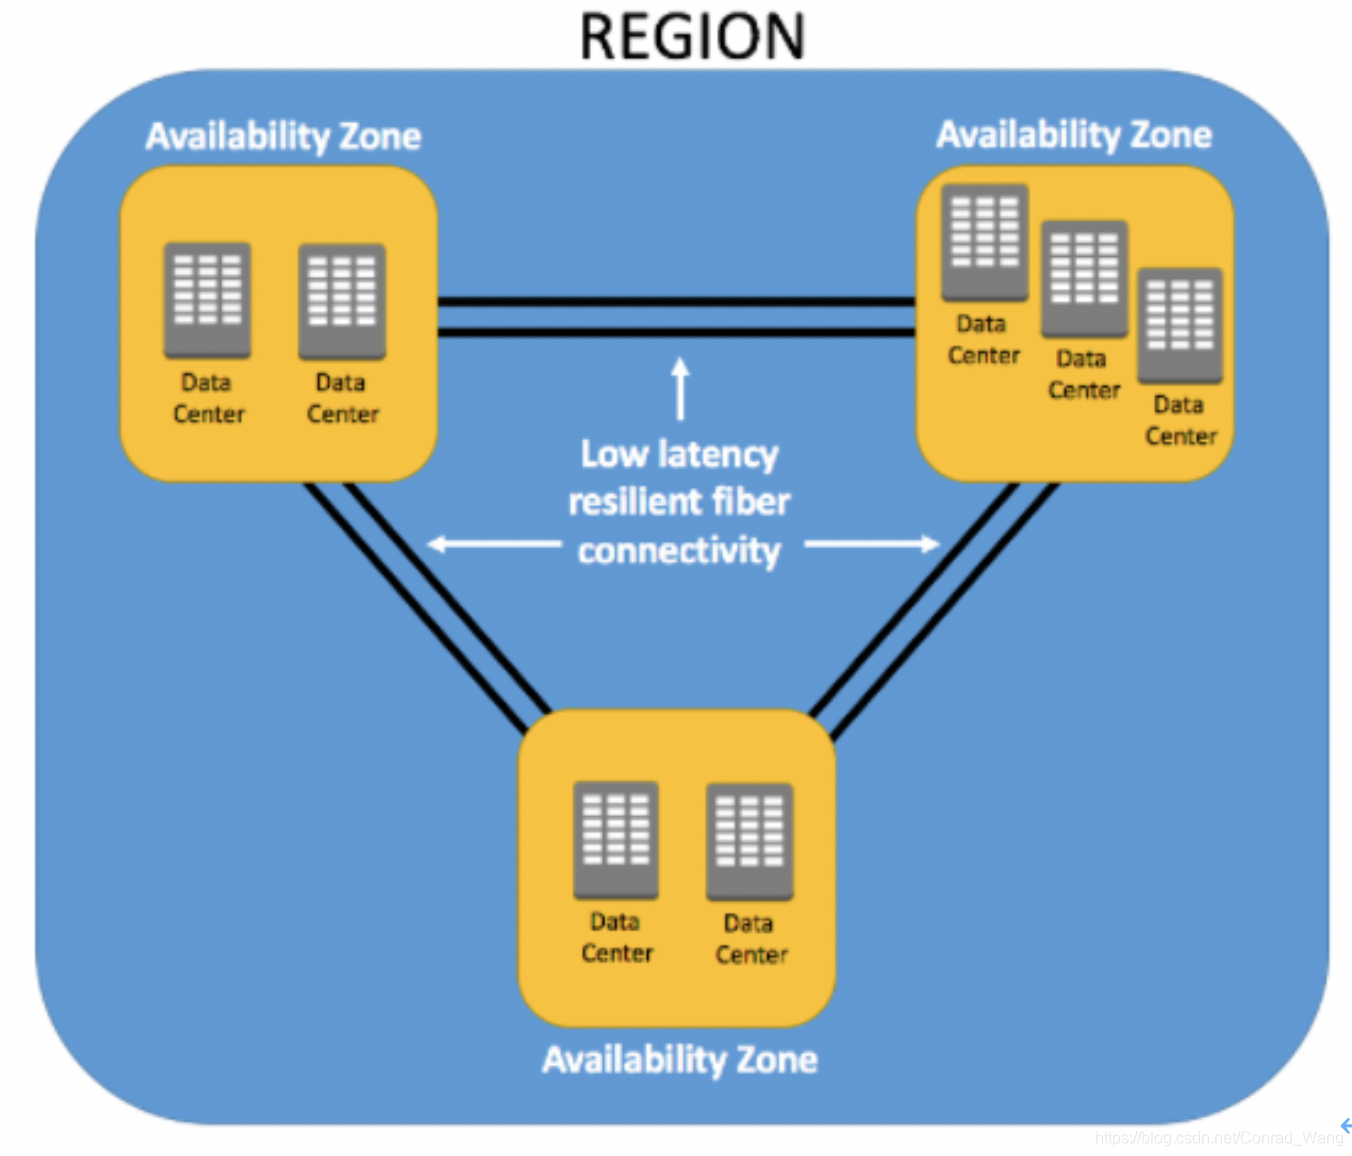 REGION
Availability Zone
Availability Zone
Data
Center
Data
Center
Data
Center
Data
Center
Data
Center
Low latency
resilient fiber
connectivity
Data
Center
Data
Center
Availability Zone
https://blog.csdn.net/Conrad_Wang